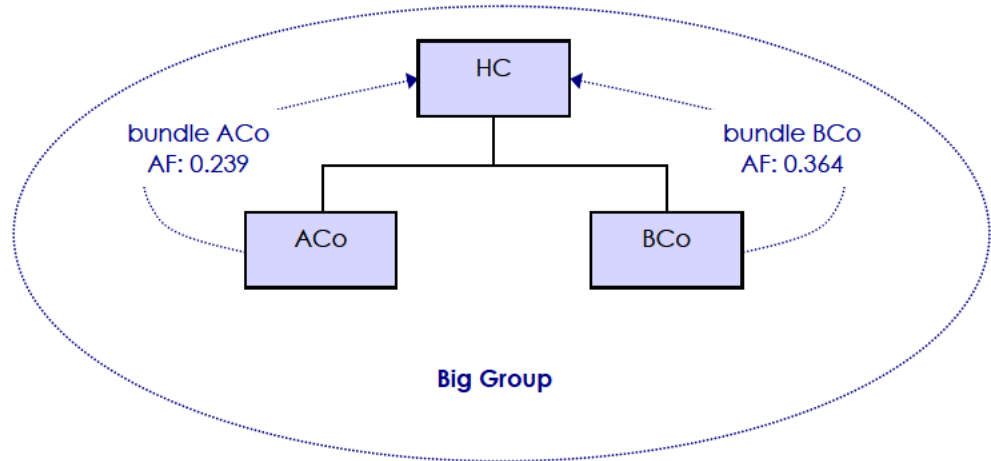 HC
bundle ACo
AF: 0.239
bundle BCo
AF: 0.364
ACo
BCo
Big Group